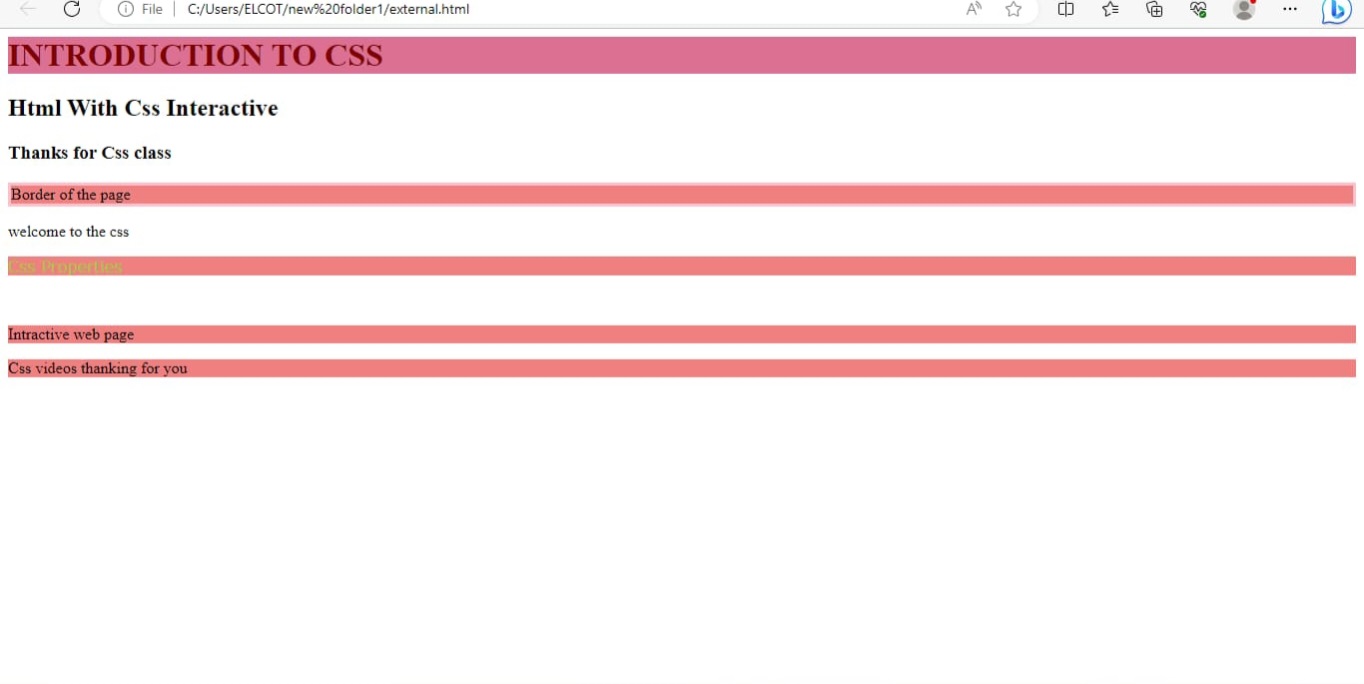 File | C:/Users/ELCOT/new%20folder1/external.html
INTRODUCTION TO CSS
Html With Css Interactive
Thanks for Css class
Border of the page
welcome to the css
Css Properties
Intractive web page
Css videos thanking for you